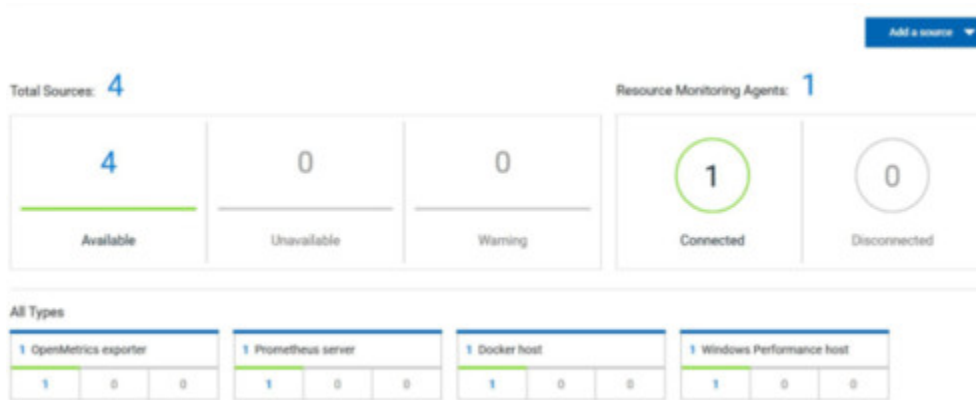 Add a source
Total Sources: 4
Resource Monitoring Agents: 1
4
0
0
1
0
Available
Unavailable
Warning
Connected
Disconnected
All Types
1 OpenMetrics exporter
1 Prometheus server
1 Docker host
1 Windows Performance host
1 0 0
1 0 0
1 0 0
1 0 0